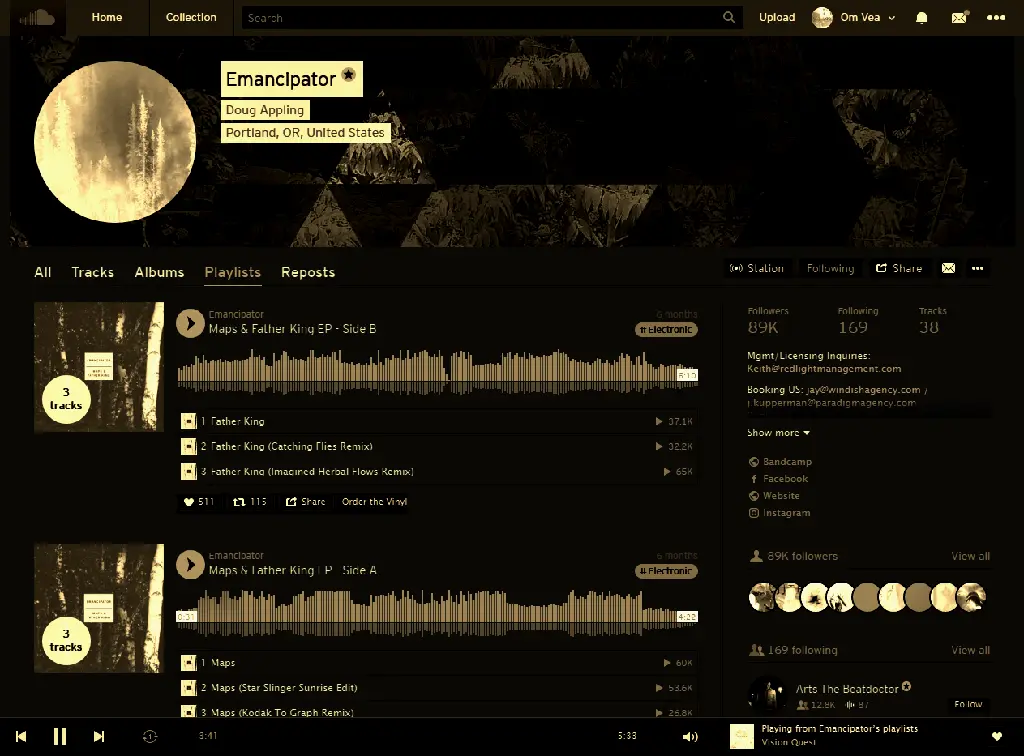 Home Collection Search Upload Om Vea
Emancipator
Doug Appling
Portland, OR, United States
All Tracks Albums Playlists Reposts
Station Following Share
3
tracks
Emancipator
Maps & Father King EP - Side B
6 months
# Electronic
5:10
1 Father King 37.1K
2 Father King (Catching Flies Remix) 32.2K
3 Father King (Imagined Herbal Flows Remix) 65K
511 115 Share Order the Vinyl
3
tracks
Emancipator
Maps & Father King EP - Side A
6 months
# Electronic
0:31
4:22
1 Maps 60K
2 Maps (Star Slinger Sunrise Edit) 53.6K
3 Maps (Kodak To Graph Remix) 26.8K
Followers Following Tracks
89K 169 38
Mgmt/Licensing Inquires:
Keith@redlightmanagement.com
Booking US: jay@windishagency.com /
j.kupperman@paradigmagency.com
Show more
Bandcamp
Facebook
Website
Instagram
89K followers View all
169 following View all
Arts The Beatdoctor
12.8K 87 Follow
3:41 5:33
Playing from Emancipator's playlists
Vision Quest